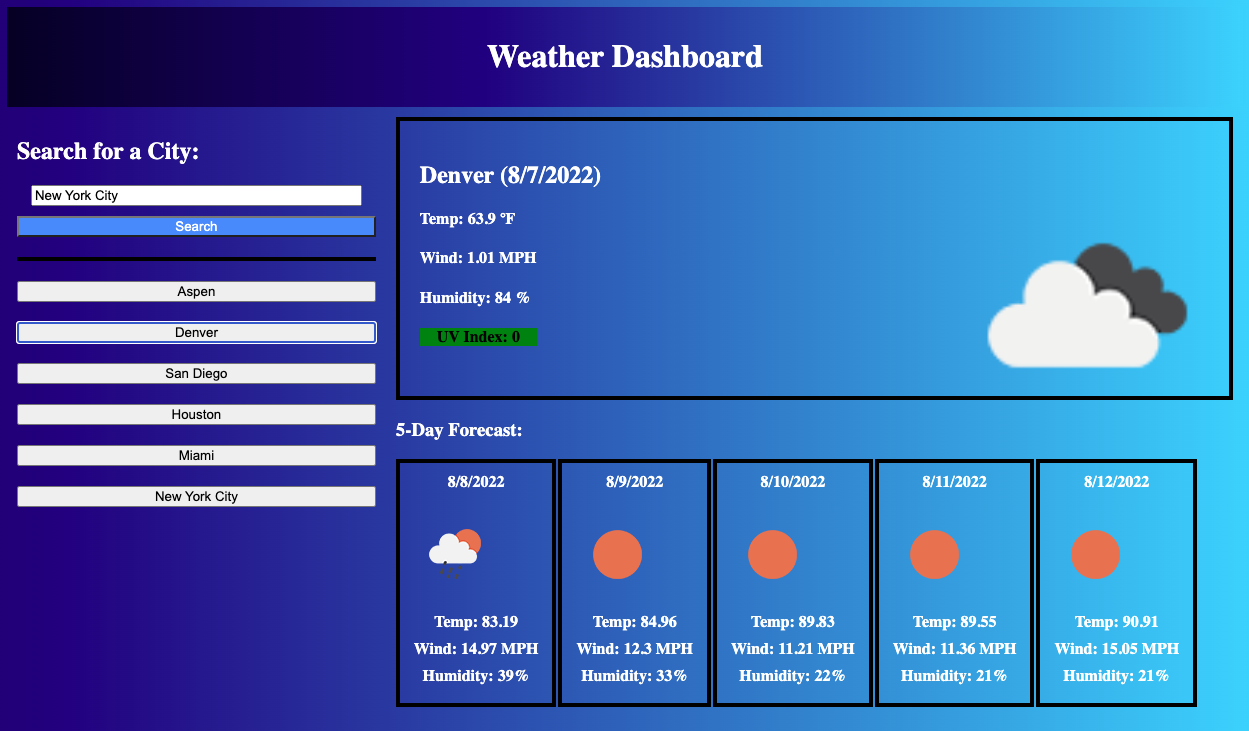 Weather Dashboard
Search for a City:
New York City
Search
Aspen
Denver
San Diego
Houston
Miami
New York City
Denver (8/7/2022)
Temp: 63.9 °F
Wind: 1.01 MPH
Humidity: 84 %
UV Index: 0
5-Day Forecast:
8/8/2022
Temp: 83.19
Wind: 14.97 MPH
Humidity: 39%
8/9/2022
Temp: 84.96
Wind: 12.3 MPH
Humidity: 33%
8/10/2022
Temp: 89.83
Wind: 11.21 MPH
Humidity: 22%
8/11/2022
Temp: 89.55
Wind: 11.36 MPH
Humidity: 21%
8/12/2022
Temp: 90.91
Wind: 15.05 MPH
Humidity: 21%